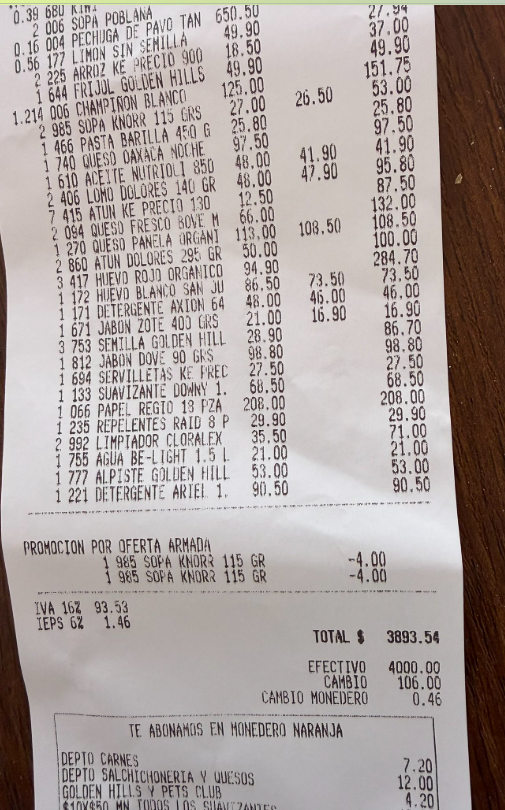 0.39 680 KIWI
2 006 SOPA POBLANA
0.16 004 PECHUGA DE PAVO TAN 650.50
0.56 177 LIMON SIN SEMILLA 49.90 27.94
2 225 ARROZ KE PRECIO 900 18.50 37.00
1 644 FRIJOL GOLDEN HILLS 49.90 49.90
1.214 006 CHAMPIÑON BLANCO 125.00 151.75
2 985 SOPA KNORR 115 GRS 27.00 26.50 53.00
1 466 PASTA BARILLA 450 G 25.80 25.80
1 740 QUESO OAXACA NOCHE 97.50 97.50
1 610 ACEITE NUTRIOLI 850 48.00 41.90 41.90
2 406 LOMO DOLORES 140 GR 48.00 47.90 95.80
7 415 ATUN KE PRECIO 130 12.50 87.50
2 094 QUESO FRESCO BOVE M 66.00 132.00
1 270 QUESO PANELA ORGANI 113.00 108.50 108.50
2 860 ATUN DOLORES 295 GR 50.00 100.00
3 417 HUEVO ROJO ORGANICO 94.90 284.70
1 172 HUEVO BLANCO SAN JU 86.50 73.50 73.50
1 171 DETERGENTE AXION 64 48.00 46.00 46.00
1 671 JABON ZOTE 400 GRS 21.00 16.90 16.90
3 753 SEMILLA GOLDEN HILL 28.90 86.70
1 812 JABON DOVE 90 GRS 98.80 98.80
1 694 SERVILLETAS KE PREC 27.50 27.50
1 133 SUAVIZANTE DOWNY 1. 68.50 68.50
1 066 PAPEL REGIO 18 PZA 208.00 208.00
1 235 REPELENTES RAID 8 P 29.90 29.90
2 992 LIMPIADOR CLORALEX 35.50 71.00
1 755 AGUA BE-LIGHT 1.5 L 21.00 21.00
1 777 ALPISTE GOLDEN HILL 53.00 53.00
1 221 DETERGENTE ARIEL 1. 90.50 90.50
PROMOCION POR OFERTA ARMADA
1 985 SOPA KNORR 115 GR -4.00
1 985 SOPA KNORR 115 GR -4.00
IVA 16% 93.53
IEPS 6% 1.46
TOTAL $ 3893.54
EFECTIVO 4000.00
CAMBIO 106.00
CAMBIO MONEDERO 0.46
TE ABONAMOS EN MONEDERO NARANJA
DEPTO CARNES 7.20
DEPTO SALCHICHONERIA Y QUESOS 12.00
GOLDEN HILLS Y PETS CLUB 4.20
$10X$50 MN TODOS LOS SUAVIZANTES